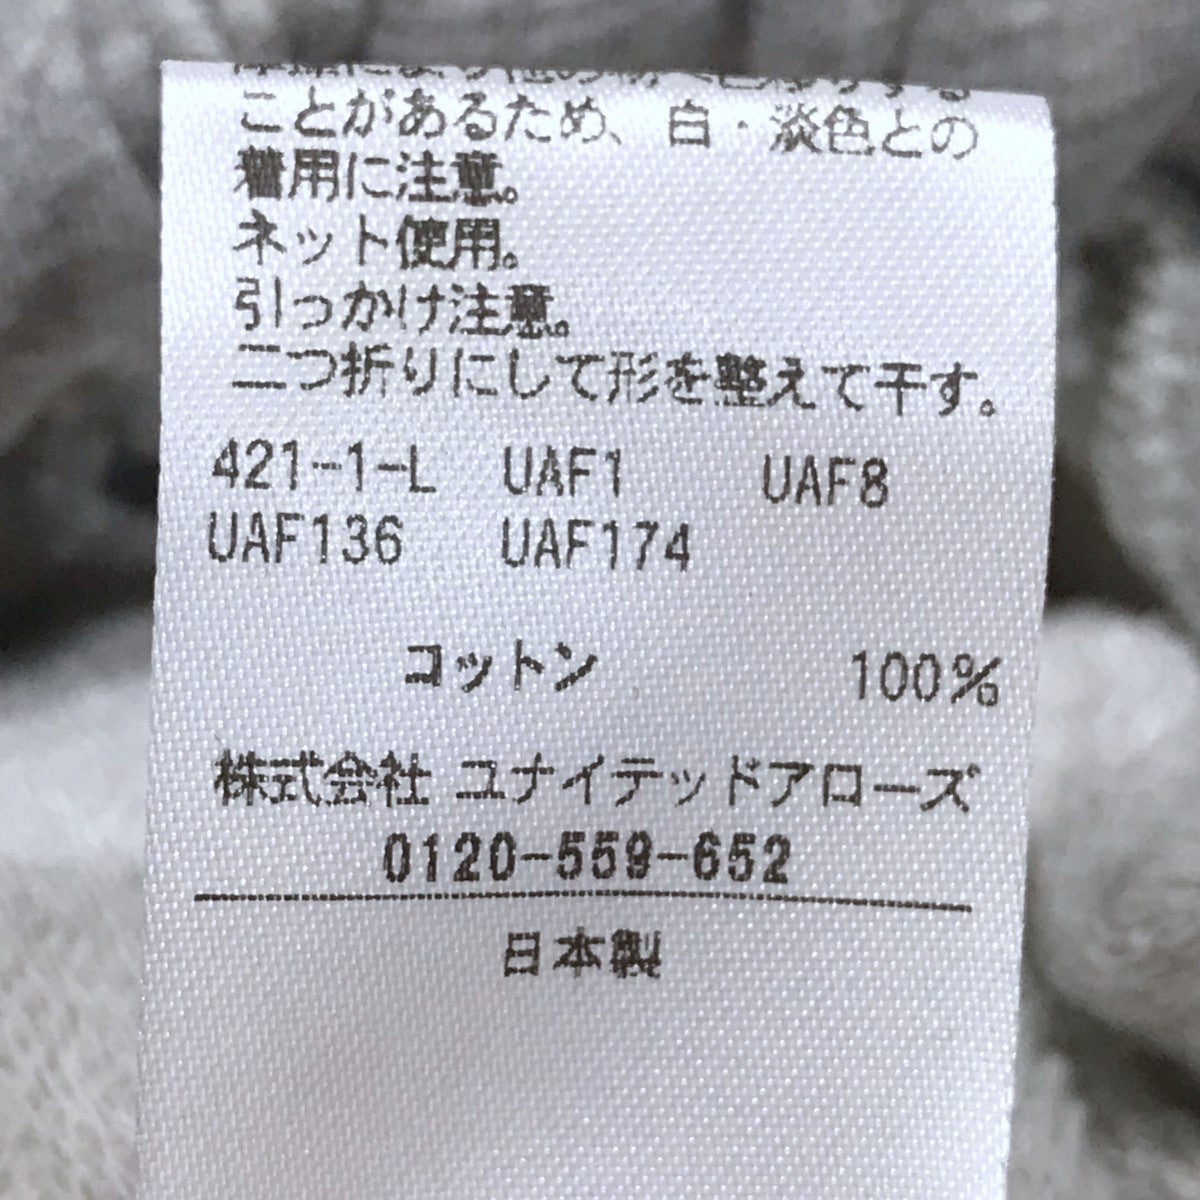 ことがあるため、白・淡色との
着用に注意。
ネット使用。
引っかけ注意。
二つ折りにして形を整えて干す。
421-1-L UAF1 UAF8
UAF136 UAF174
コットン 100%
株式会社 ユナイテッドアローズ
0120-559-652
日本製